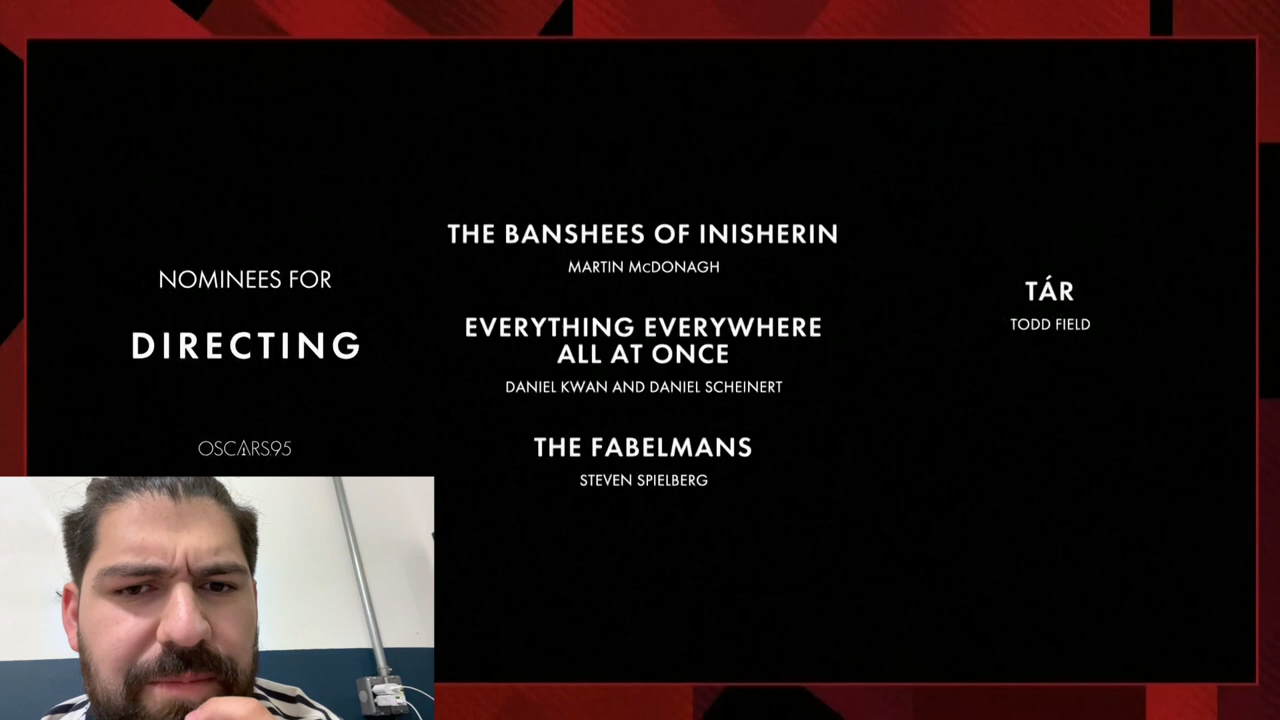 NOMINEES FOR
DIRECTING
OSCARS95
THE BANSHEES OF INISHERIN
MARTIN McDONAGH
EVERYTHING EVERYWHERE
ALL AT ONCE
DANIEL KWAN AND DANIEL SCHEINERT
THE FABELMANS
STEVEN SPIELBERG
TÁR
TODD FIELD